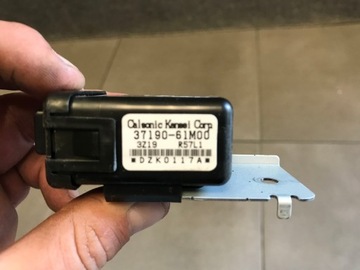 Calsonic Kansei Corp.
37190-61M00
3Z19 R57L1
*DZK0117A*